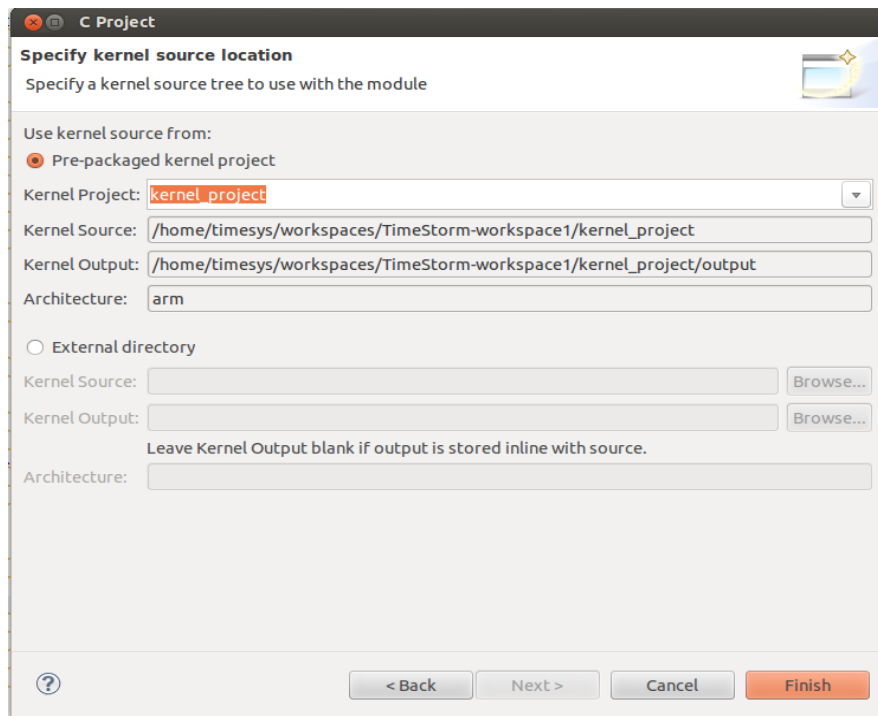 C Project
Specify kernel source location
Specify a kernel source tree to use with the module
Use kernel source from:
Pre-packaged kernel project
Kernel Project: kernel_project
Kernel Source: /home/timesys/workspaces/TimeStorm-workspace1/kernel_project
Kernel Output: /home/timesys/workspaces/TimeStorm-workspace1/kernel_project/output
Architecture: arm
External directory
Kernel Source: Browse...
Kernel Output: Browse...
Leave Kernel Output blank if output is stored inline with source.
Architecture:
? < Back Next > Cancel Finish